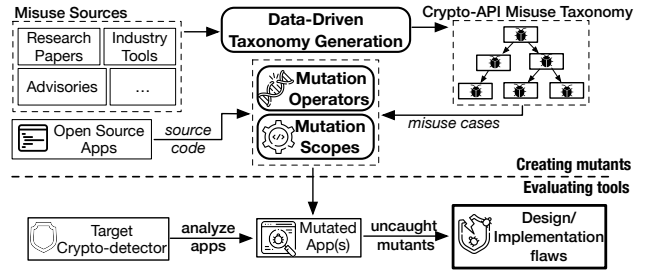 Misuse Sources
Research
Papers
Industry
Tools
Advisories
...
Data-Driven
Taxonomy Generation
Crypto-API Misuse Taxonomy
Mutation
Operators
Mutation
Scopes
Open Source
Apps
source
code
misuse cases
Creating mutants
Evaluating tools
Target
Crypto-detector
analyze
apps
Mutated
App(s)
uncaught
mutants
Design/
Implementation
flaws